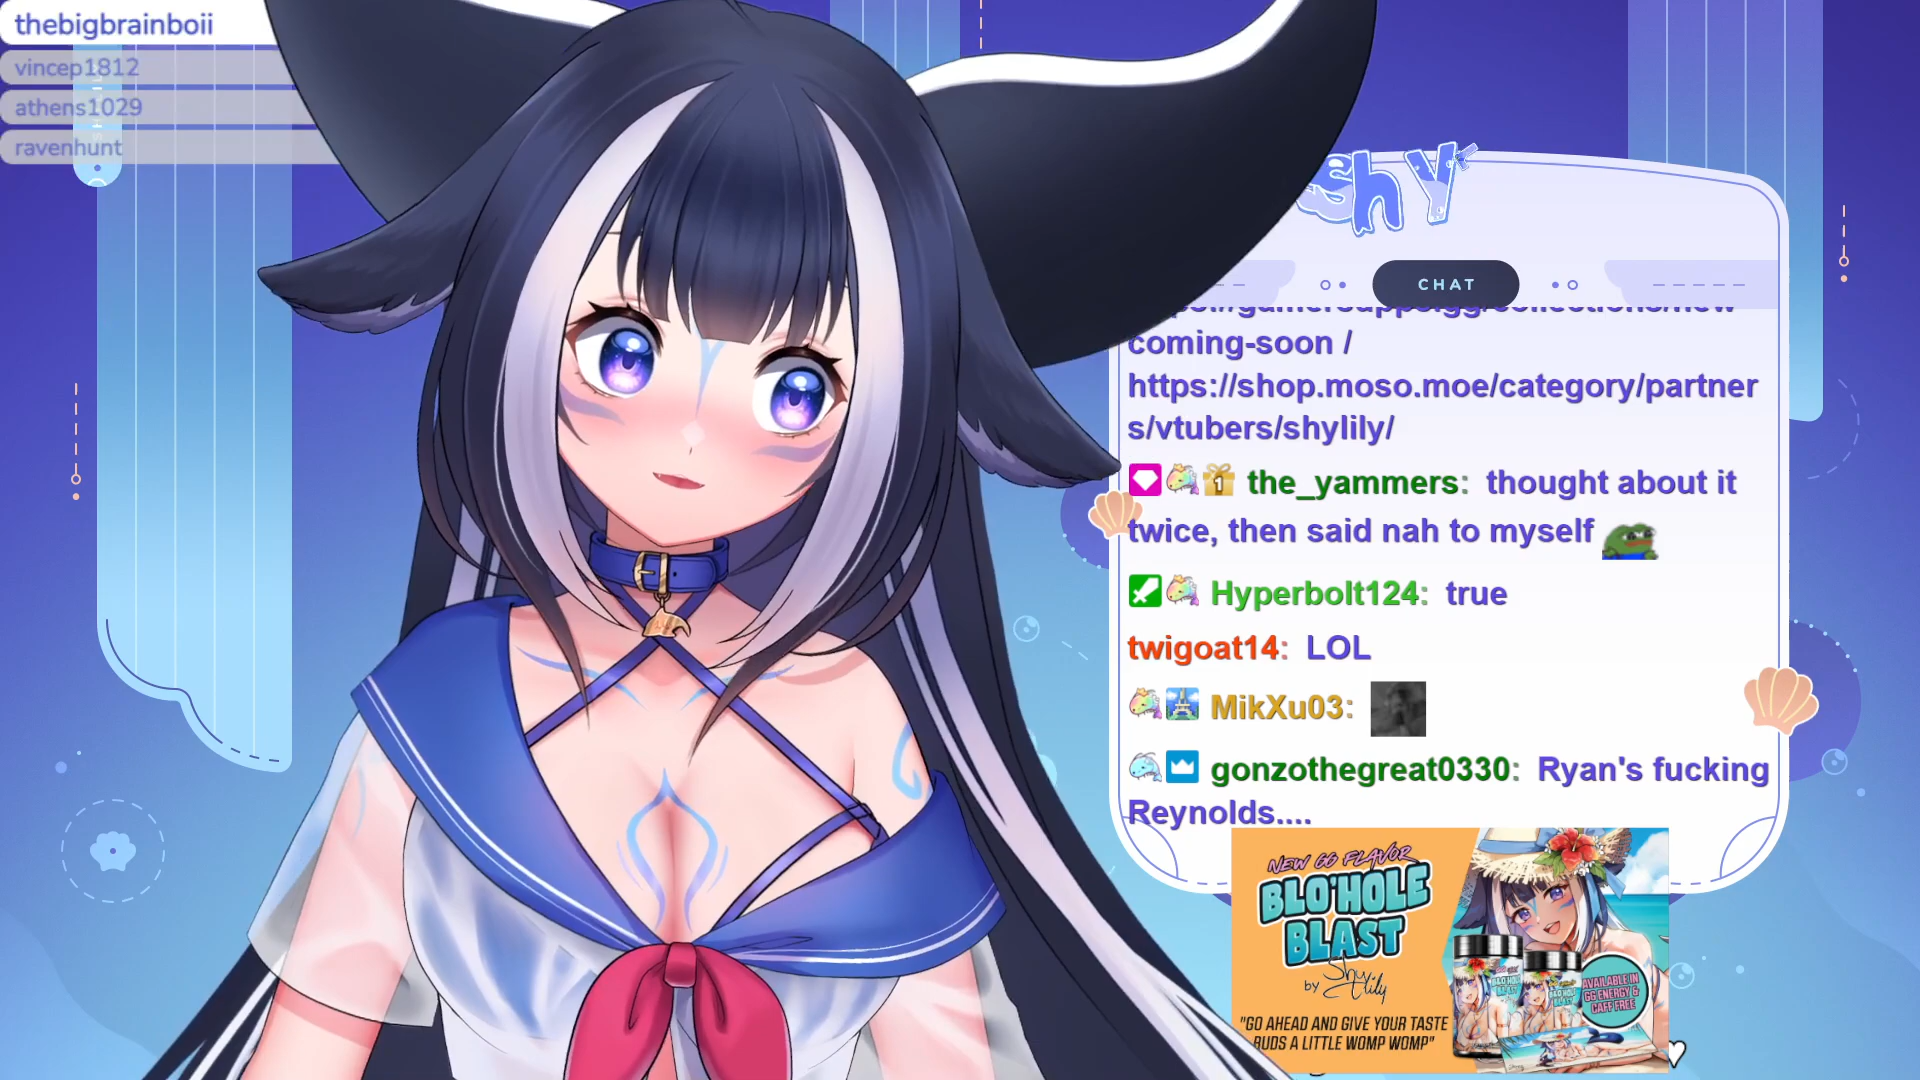 thebigbrainboii
vincep1812
athens1029
ravenhunt
shy
CHAT
coming-soon /
https://shop.moso.moe/category/partner
s/vtubers/shylily/
the_yammers: thought about it
twice, then said nah to myself
Hyperbolt124: true
twigoat14: LOL
MikXu03:
gonzothegreat0330: Ryan's fucking
Reynolds....
NEW GG FLAVOR
BLO'HOLE
BLAST
by Shylily
AVAILABLE IN
GG ENERGY &
CAFF FREE
"GO AHEAD AND GIVE YOUR TASTE
BUDS A LITTLE WOMP WOMP"